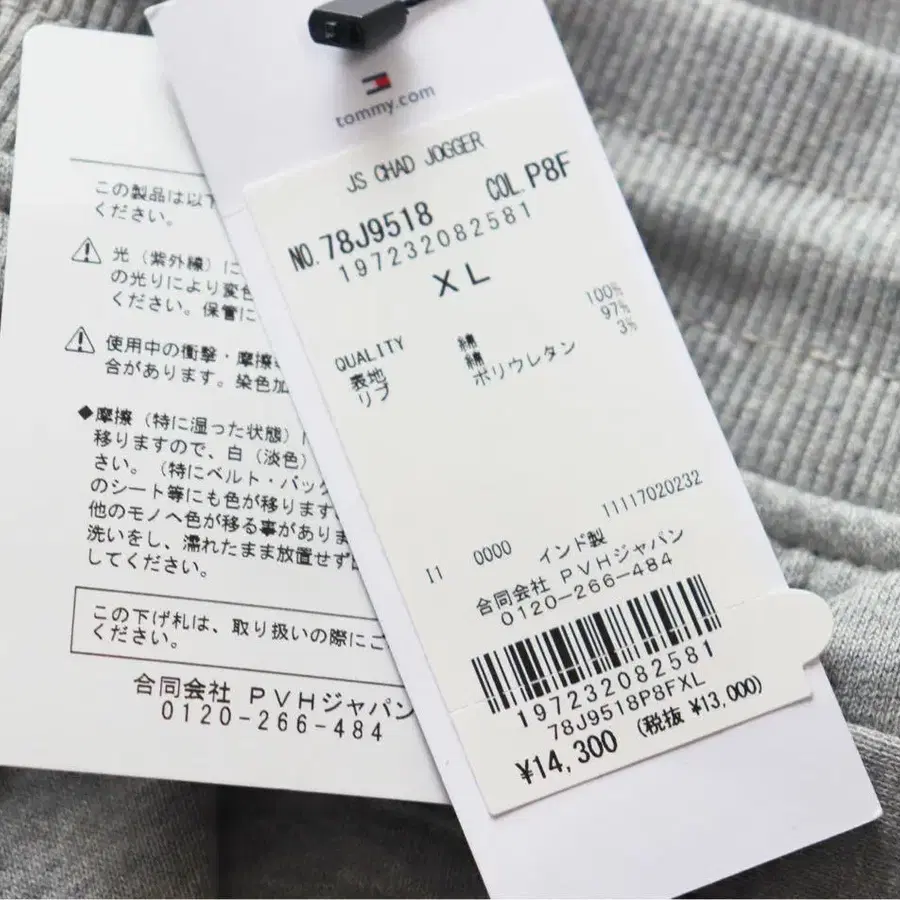 tommy.com
JS CHAD JOGGER
NO.78J9518 COL.P8F
197232082581
XL
QUALITY
表地 綿 100%
リブ 綿 97%
ポリウレタン 3%
11117020232
I1 0000 インド製
合同会社 PVHジャパン
0120-266-484
197232082581
78J9518P8FXL
¥14,300 (税抜 ¥13,000)
この製品は以下
ください。
光(紫外線)に
の光りにより変色
ください。保管に
使用中の衝撃・摩擦
合があります。染色加
◆摩擦(特に湿った状態)に
移りますので、白(淡色)
さい。(特にベルト・バッグ
のシート等にも色が移ります
他のモノへ色が移る事がありま
洗いをし、濡れたまま放置せず
してください。
この下げ札は、取り扱いの際にご
ください。
合同会社 PVHジャパン
0120-266-484